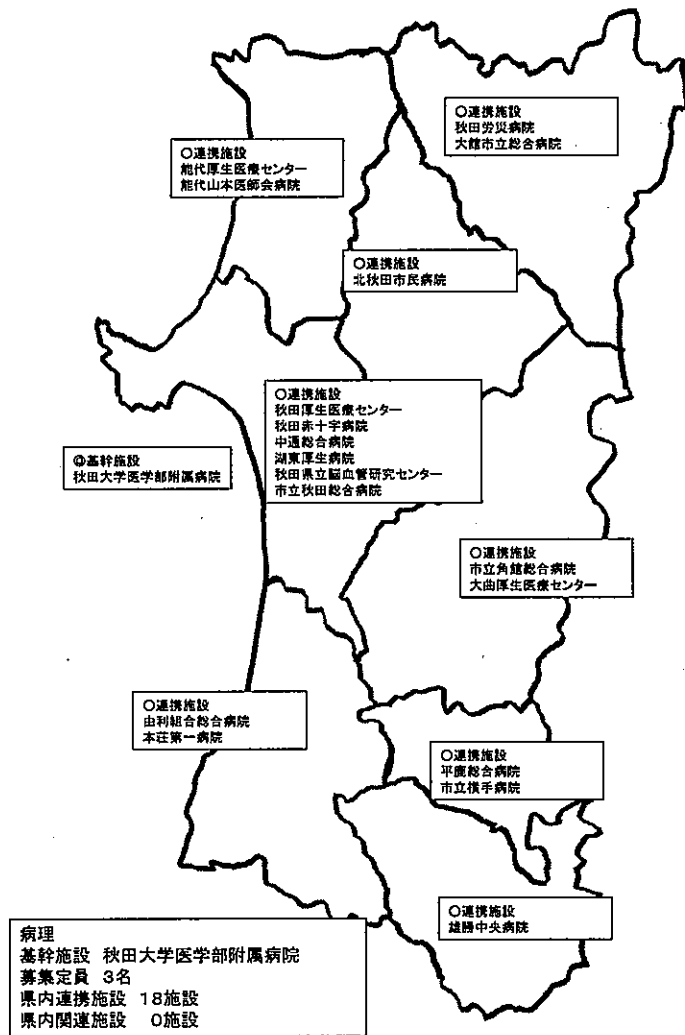 ○連携施設
秋田労災病院
大館市立総合病院
○連携施設
能代厚生医療センター
能代山本医師会病院
○連携施設
北秋田市民病院
○連携施設
秋田厚生医療センター
秋田赤十字病院
中通総合病院
湖東厚生病院
秋田県立脳血管研究センター
市立秋田総合病院
◎基幹施設
秋田大学医学部附属病院
○連携施設
市立角館総合病院
大曲厚生医療センター
○連携施設
由利組合総合病院
本荘第一病院
○連携施設
平鹿総合病院
市立横手病院
○連携施設
雄勝中央病院
病理
基幹施設 秋田大学医学部附属病院
募集定員 3名
県内連携施設 18施設
県内関連施設 0施設